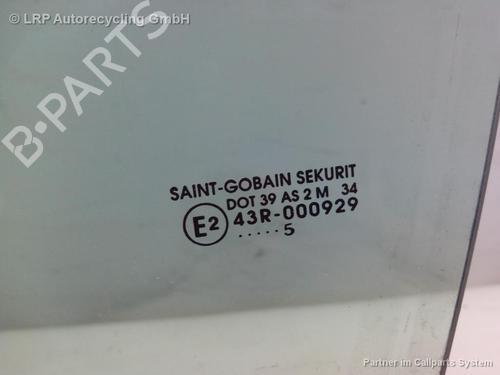 LRP Autorecycling GmbH
B-PARTS
SAINT-GOBAIN SEKURIT
DOT 39 AS 2 M 34
E2 43R-000929
..... 5
Partner im Callparts System